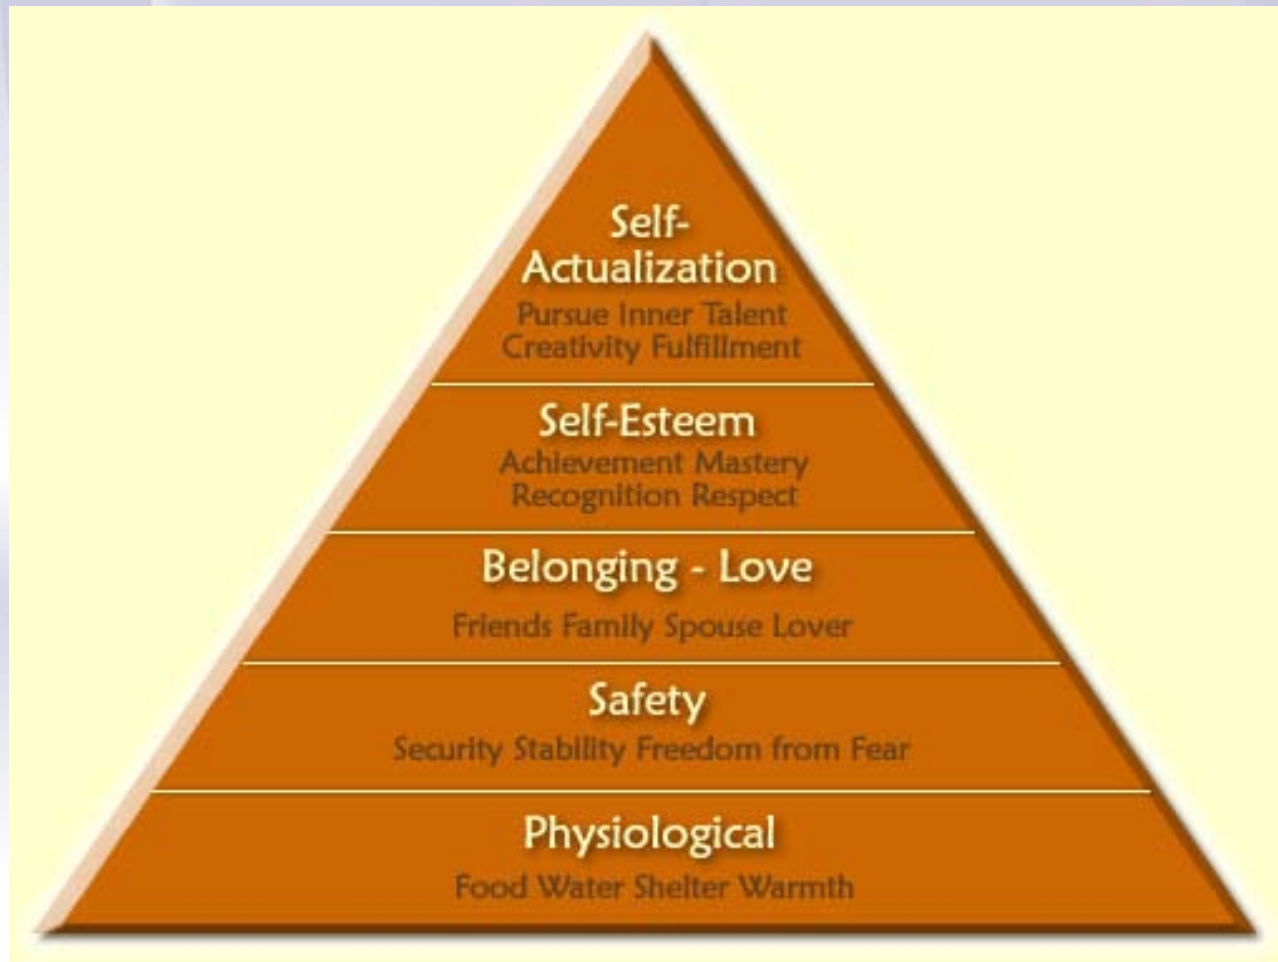 Self-
Actualization
Pursue Inner Talent
Creativity Fulfillment
Self-Esteem
Achievement Mastery
Recognition Respect
Belonging - Love
Friends Family Spouse Lover
Safety
Security Stability Freedom from Fear
Physiological
Food Water Shelter Warmth